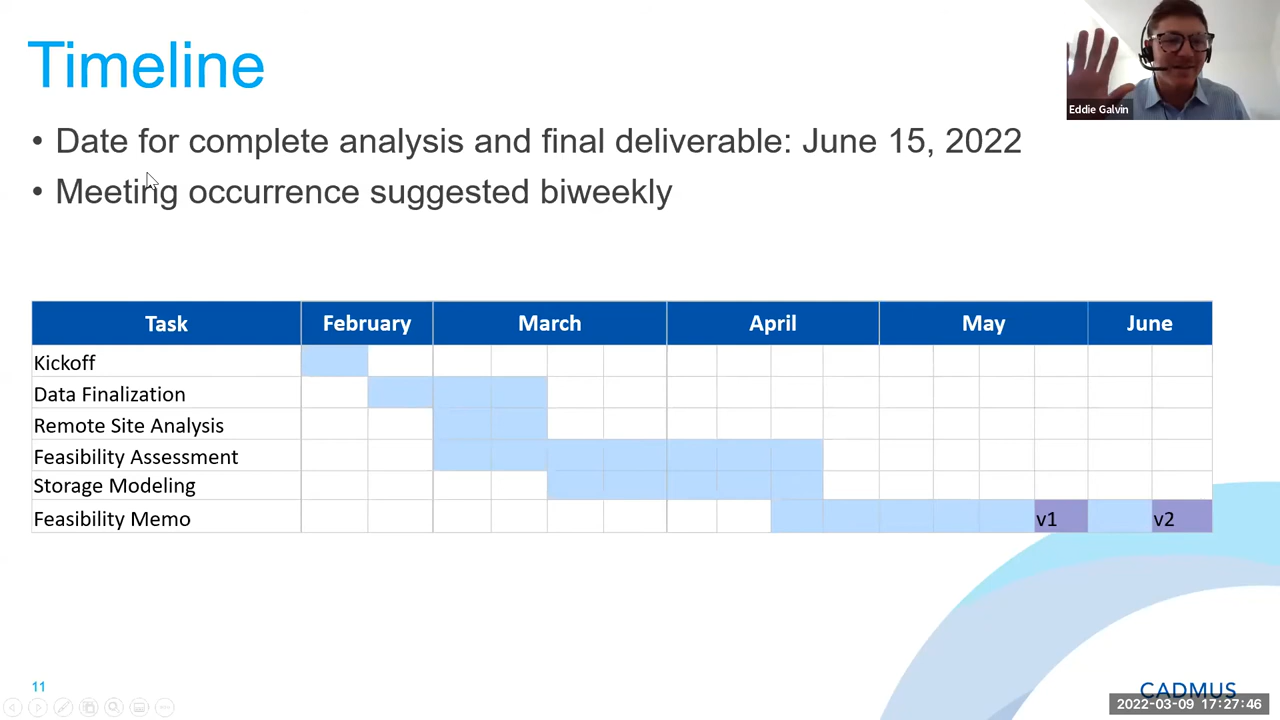 Timeline
Eddie Galvin
• Date for complete analysis and final deliverable: June 15, 2022
• Meeting occurrence suggested biweekly
Task February March April May June
Kickoff
Data Finalization
Remote Site Analysis
Feasibility Assessment
Storage Modeling
Feasibility Memo v1 v2
11
CADMUS
2022-03-09 17:27:46